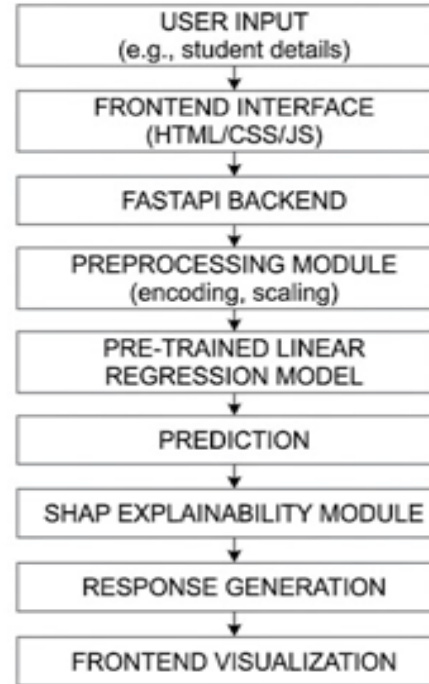 USER INPUT
(e.g., student details)
FRONTEND INTERFACE
(HTML/CSS/JS)
FASTAPI BACKEND
PREPROCESSING MODULE
(encoding, scaling)
PRE-TRAINED LINEAR
REGRESSION MODEL
PREDICTION
SHAP EXPLAINABILITY MODULE
RESPONSE GENERATION
FRONTEND VISUALIZATION